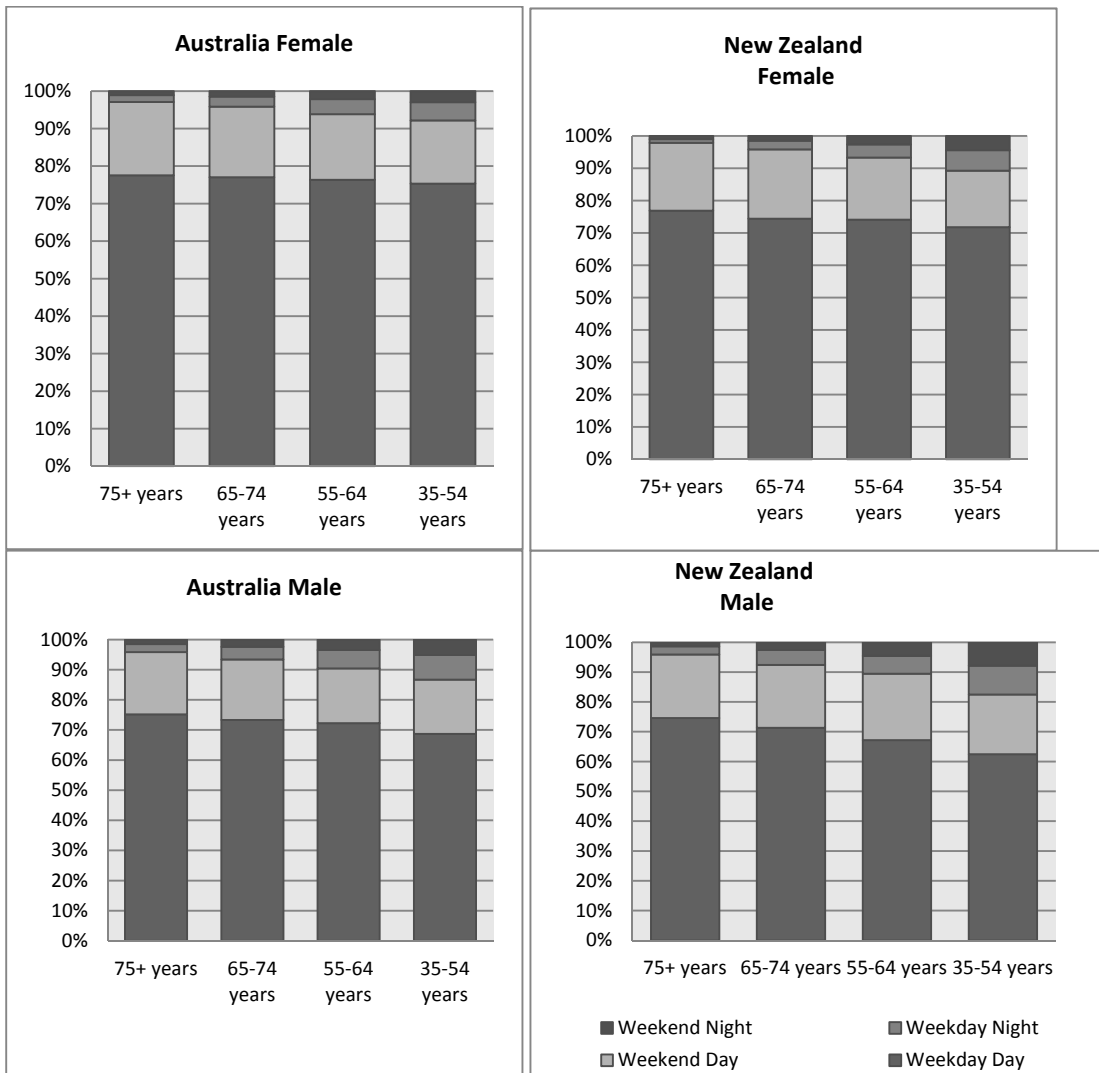 Australia Female
100%
90%
80%
70%
60%
50%
40%
30%
20%
10%
0%
75+ years
65-74
years
55-64
years
35-54
years
New Zealand
Female
100%
90%
80%
70%
60%
50%
40%
30%
20%
10%
0%
75+ years
65-74
years
55-64
years
35-54
years
Australia Male
100%
90%
80%
70%
60%
50%
40%
30%
20%
10%
0%
75+ years
65-74
years
55-64
years
35-54
years
New Zealand
Male
100%
90%
80%
70%
60%
50%
40%
30%
20%
10%
0%
75+ years 65-74 years 55-64 years 35-54 years
Weekend Night
Weekday Night
Weekend Day
Weekday Day